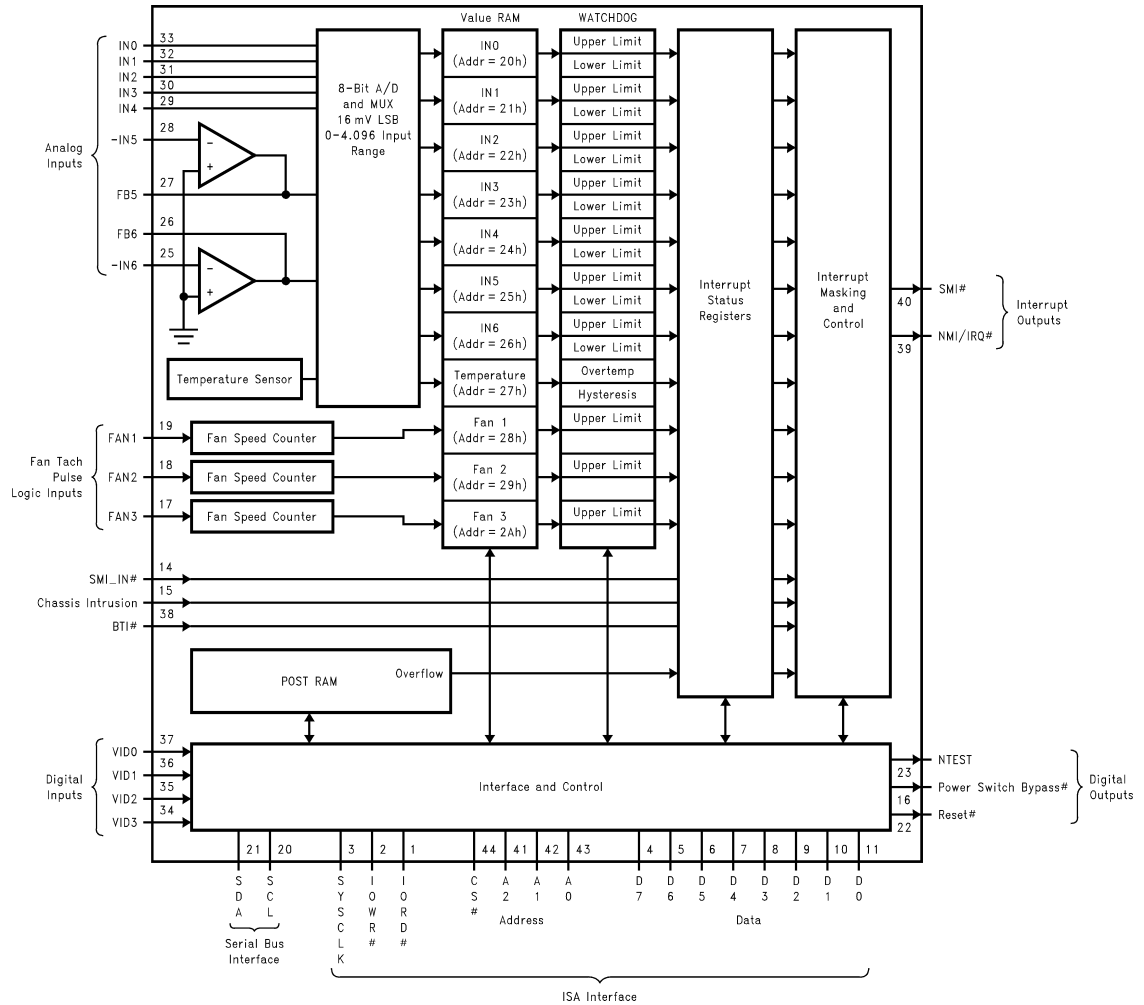 Value RAM
WATCHDOG
Analog
Inputs
IN0
33
IN1
32
IN2
31
IN3
30
IN4
29
-IN5
28
FB5
27
FB6
26
-IN6
25
-
+
-
+
8-Bit A/D
and MUX
16 mV LSB
0-4.096 Input
Range
Temperature Sensor
IN0
(Addr = 20h)
IN1
(Addr = 21h)
IN2
(Addr = 22h)
IN3
(Addr = 23h)
IN4
(Addr = 24h)
IN5
(Addr = 25h)
IN6
(Addr = 26h)
Temperature
(Addr = 27h)
Fan 1
(Addr = 28h)
Fan 2
(Addr = 29h)
Fan 3
(Addr = 2Ah)
Upper Limit
Lower Limit
Upper Limit
Lower Limit
Upper Limit
Lower Limit
Upper Limit
Lower Limit
Upper Limit
Lower Limit
Upper Limit
Lower Limit
Upper Limit
Lower Limit
Overtemp
Hysteresis
Upper Limit
Upper Limit
Upper Limit
Interrupt
Status
Registers
Interrupt
Masking
and
Control
SMI#
40
NMI/IRQ#
39
Interrupt
Outputs
Fan Tach
Pulse
Logic Inputs
FAN1
19
Fan Speed Counter
FAN2
18
Fan Speed Counter
FAN3
17
Fan Speed Counter
SMI_IN#
14
Chassis Intrusion
15
BTI#
38
POST RAM
Overflow
Digital
Inputs
VID0
37
VID1
36
VID2
35
VID3
34
Interface and Control
NTEST
23
Power Switch Bypass#
16
Reset#
22
Digital
Outputs
21
20
3
2
1
44
41
42
43
4
5
6
7
8
9
10
11
SDA
SCL
SYSCLK
IOWR#
IORD#
CS#
A2
A1
A0
D7
D6
D5
D4
D3
D2
D1
D0
Address
Data
Serial Bus
Interface
ISA Interface